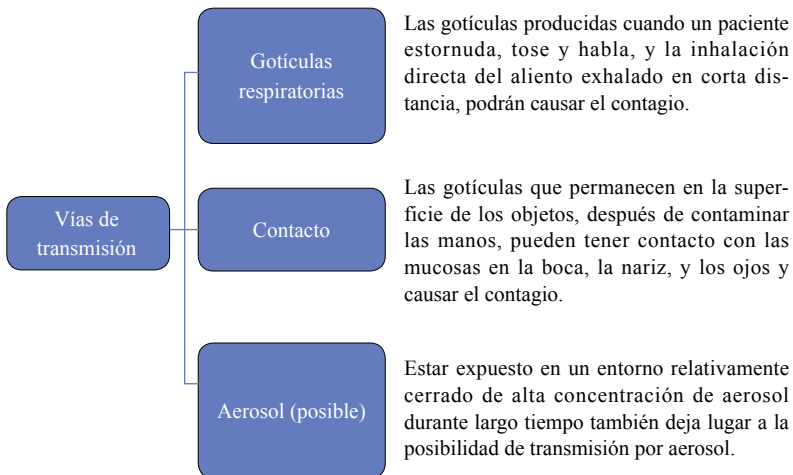 Vías de
transmisión
Gotículas
respiratorias
Las gotículas producidas cuando un paciente
estornuda, tose y habla, y la inhalación
directa del aliento exhalado en corta dis-
tancia, podrán causar el contagio.
Contacto
Las gotículas que permanecen en la super-
ficie de los objetos, después de contaminar
las manos, pueden tener contacto con las
mucosas en la boca, la nariz, y los ojos y
causar el contagio.
Aerosol (posible)
Estar expuesto en un entorno relativamente
cerrado de alta concentración de aerosol
durante largo tiempo también deja lugar a la
posibilidad de transmisión por aerosol.